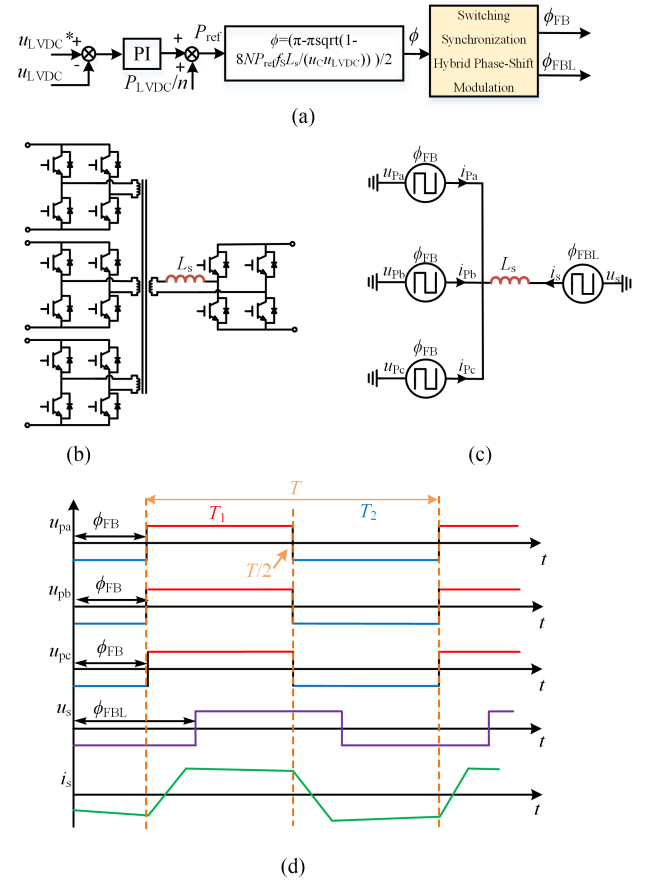 u_LVDC*
u_LVDC
+
-
PI
+
+
P_LVDC/n
P_ref
ϕ=(π-πsqrt(1-
8NP_ref f_S L_s/(u_C u_LVDC)) )/2
ϕ
Switching
Synchronization
Hybrid Phase-Shift
Modulation
ϕ_FB
ϕ_FBL
(a)
L_s
(b)
u_Pa
ϕ_FB
i_Pa
u_Pb
ϕ_FB
i_Pb
L_s
i_s
ϕ_FBL
u_s
u_Pc
ϕ_FB
i_Pc
(c)
T
u_pa
ϕ_FB
T_1
T_2
T/2
t
u_pb
ϕ_FB
t
u_pc
ϕ_FB
t
u_s
ϕ_FBL
t
i_s
t
(d)